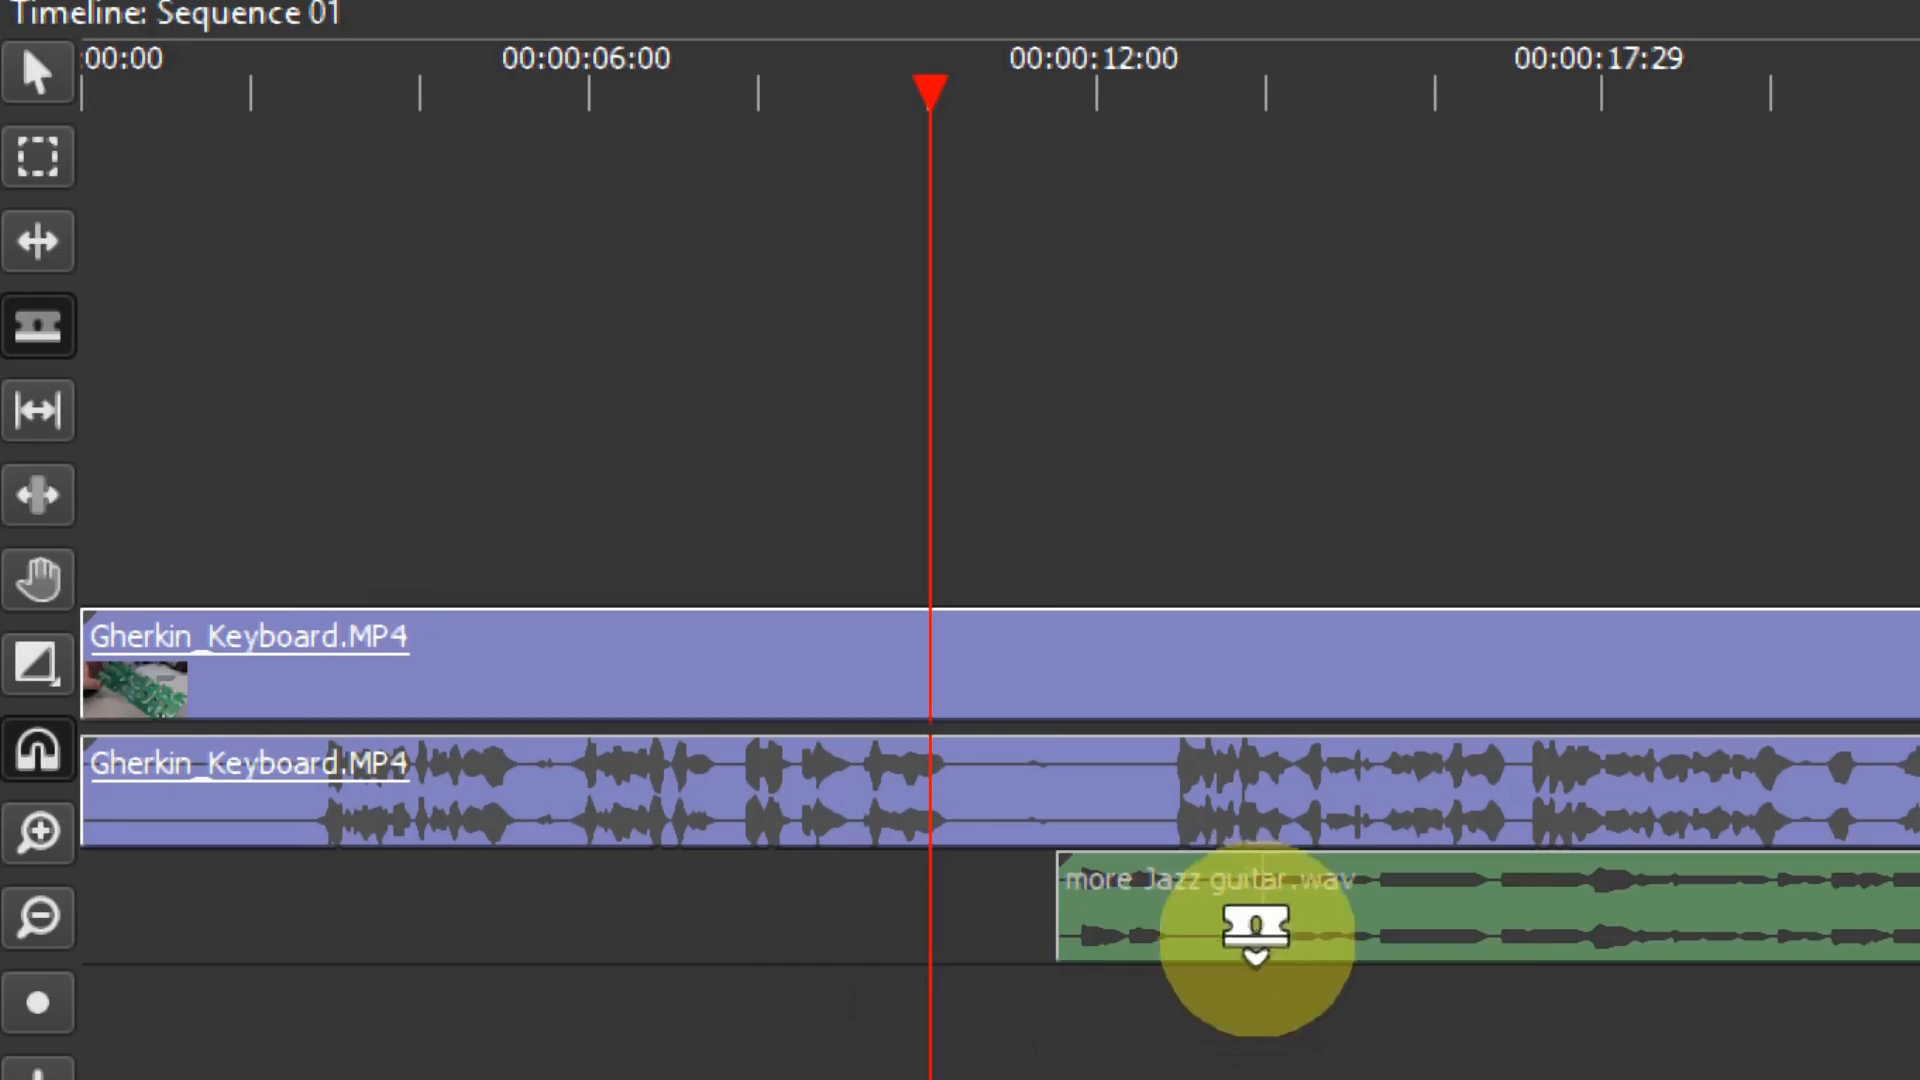 Timeline: Sequence 01
:00:00
00:00:06:00
00:00:12:00
00:00:17:29
Gherkin_Keyboard.MP4
Gherkin_Keyboard.MP4
more Jazz guitar.wav